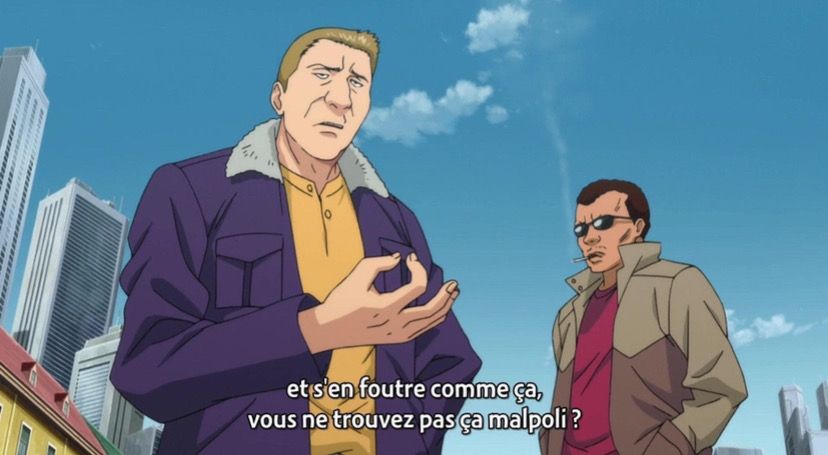 et s'en foutre comme ça,
vous ne trouvez pas ça malpoli ?